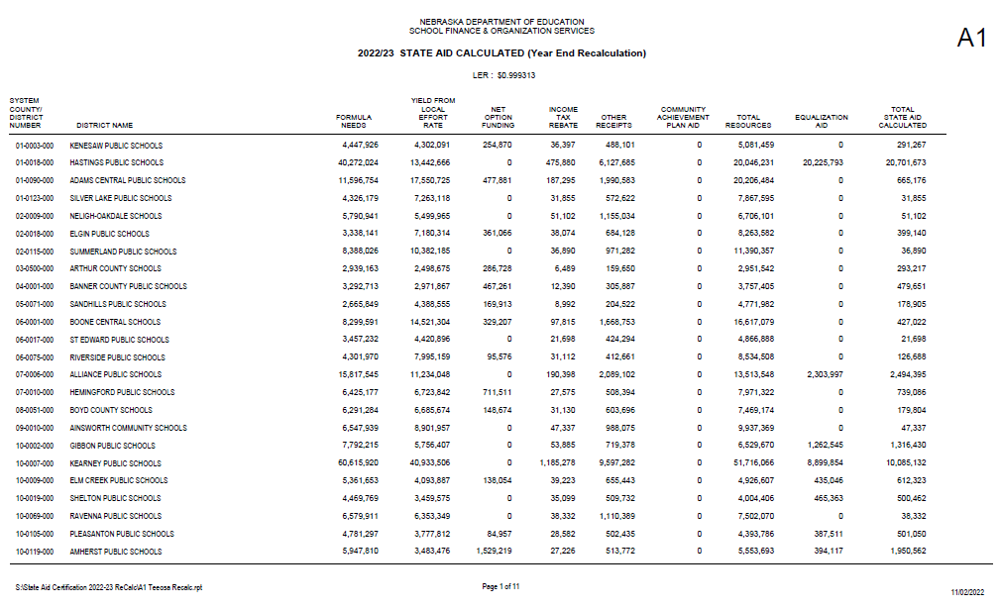 NEBRASKA DEPARTMENT OF EDUCATION
SCHOOL FINANCE & ORGANIZATION SERVICES
A1
2022/23 STATE AID CALCULATED (Year End Recalculation)
LER : $0.999313
SYSTEM COUNTY/ DISTRICT NUMBER DISTRICT NAME FORMULA NEEDS YIELD FROM LOCAL EFFORT RATE NET OPTION FUNDING INCOME TAX REBATE OTHER RECEIPTS COMMUNITY ACHIEVEMENT PLAN AID TOTAL RESOURCES EQUALIZATION AID TOTAL STATE AID CALCULATED
01-0003-000 KENESAW PUBLIC SCHOOLS 4,447,926 4,302,091 254,870 36,397 488,101 0 5,081,459 0 291,267
01-0018-000 HASTINGS PUBLIC SCHOOLS 40,272,024 13,442,666 0 475,880 6,127,685 0 20,046,231 20,225,793 20,701,673
01-0090-000 ADAMS CENTRAL PUBLIC SCHOOLS 11,596,754 17,550,725 477,881 187,295 1,990,583 0 20,206,484 0 665,176
01-0123-000 SILVER LAKE PUBLIC SCHOOLS 4,326,179 7,263,118 0 31,855 572,622 0 7,867,595 0 31,855
02-0009-000 NELIGH-OAKDALE SCHOOLS 5,790,941 5,499,965 0 51,102 1,155,034 0 6,706,101 0 51,102
02-0018-000 ELGIN PUBLIC SCHOOLS 3,338,141 7,180,314 361,066 38,074 684,128 0 8,263,582 0 399,140
02-0115-000 SUMMERLAND PUBLIC SCHOOLS 8,388,026 10,382,185 0 36,890 971,282 0 11,390,357 0 36,890
03-0500-000 ARTHUR COUNTY SCHOOLS 2,939,163 2,498,675 286,728 6,489 159,650 0 2,951,542 0 293,217
04-0001-000 BANNER COUNTY PUBLIC SCHOOLS 3,292,713 2,971,867 467,261 12,390 305,887 0 3,757,405 0 479,651
05-0071-000 SANDHILLS PUBLIC SCHOOLS 2,665,849 4,388,555 169,913 8,992 204,522 0 4,771,982 0 178,905
06-0001-000 BOONE CENTRAL SCHOOLS 8,299,591 14,521,304 329,207 97,815 1,668,753 0 16,617,079 0 427,022
06-0017-000 ST EDWARD PUBLIC SCHOOLS 3,457,232 4,420,896 0 21,698 424,294 0 4,866,888 0 21,698
06-0075-000 RIVERSIDE PUBLIC SCHOOLS 4,301,970 7,995,159 95,576 31,112 412,661 0 8,534,508 0 126,688
07-0006-000 ALLIANCE PUBLIC SCHOOLS 15,817,545 11,234,048 0 190,398 2,089,102 0 13,513,548 2,303,997 2,494,395
07-0010-000 HEMINGFORD PUBLIC SCHOOLS 6,425,177 6,723,842 711,511 27,575 508,394 0 7,971,322 0 739,086
08-0051-000 BOYD COUNTY SCHOOLS 6,291,284 6,685,674 148,674 31,130 603,696 0 7,469,174 0 179,804
09-0010-000 AINSWORTH COMMUNITY SCHOOLS 6,547,939 8,901,957 0 47,337 988,075 0 9,937,369 0 47,337
10-0002-000 GIBBON PUBLIC SCHOOLS 7,792,215 5,756,407 0 53,885 719,378 0 6,529,670 1,262,545 1,316,430
10-0007-000 KEARNEY PUBLIC SCHOOLS 60,615,920 40,933,506 0 1,185,278 9,597,282 0 51,716,066 8,899,854 10,085,132
10-0009-000 ELM CREEK PUBLIC SCHOOLS 5,361,653 4,093,887 138,054 39,223 655,443 0 4,926,607 435,046 612,323
10-0019-000 SHELTON PUBLIC SCHOOLS 4,469,769 3,459,575 0 35,099 509,732 0 4,004,406 465,363 500,462
10-0069-000 RAVENNA PUBLIC SCHOOLS 6,579,911 6,353,349 0 38,332 1,110,389 0 7,502,070 0 38,332
10-0105-000 PLEASANTON PUBLIC SCHOOLS 4,781,297 3,777,812 84,957 28,582 502,435 0 4,393,786 387,511 501,050
10-0119-000 AMHERST PUBLIC SCHOOLS 5,947,810 3,483,476 1,529,219 27,226 513,772 0 5,553,693 394,117 1,950,562
S:\State Aid Certification 2022-23 ReCalc\A1 Teeosa Recalc.rpt Page 1 of 11 11/02/2022